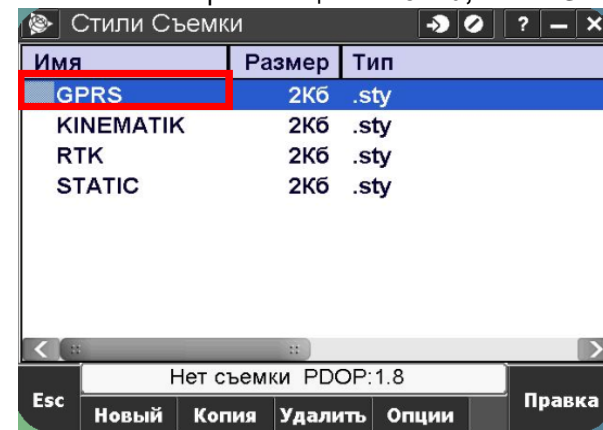 Стили Съемки ? – X
Имя Размер Тип
GPRS 2Кб .sty
KINEMATIK 2Кб .sty
RTK 2Кб .sty
STATIC 2Кб .sty
Нет съемки PDOP:1.8
Esc Новый Копия Удалить Опции Правка